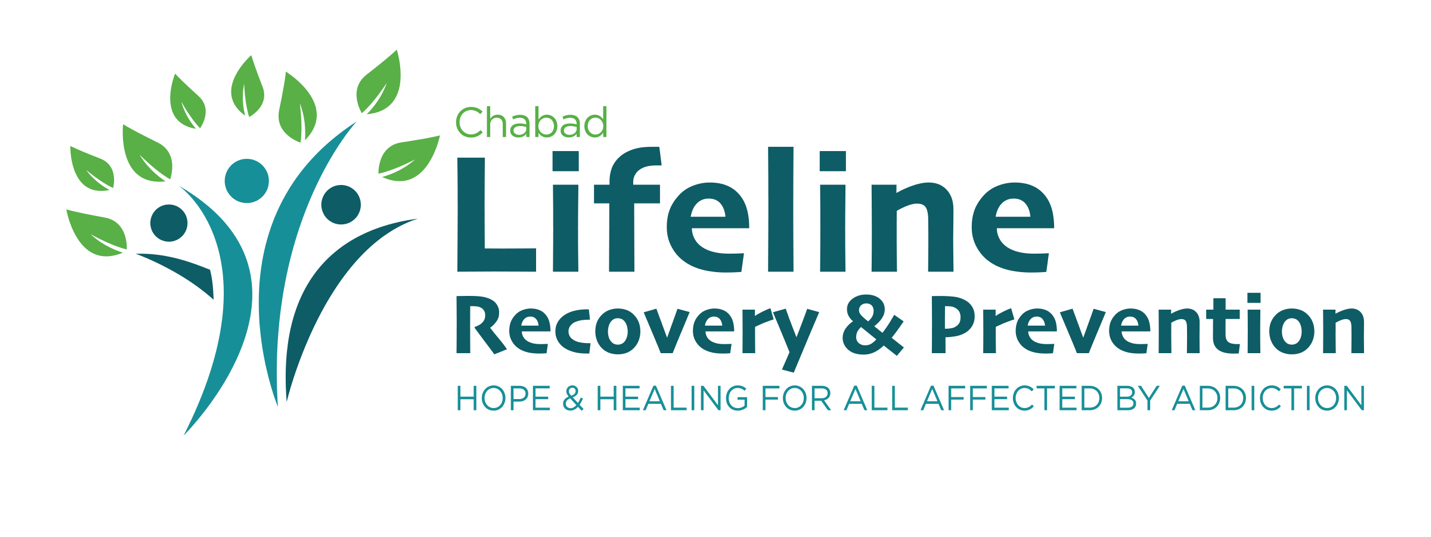 Chabad
Lifeline
Recovery & Prevention
HOPE & HEALING FOR ALL AFFECTED BY ADDICTION